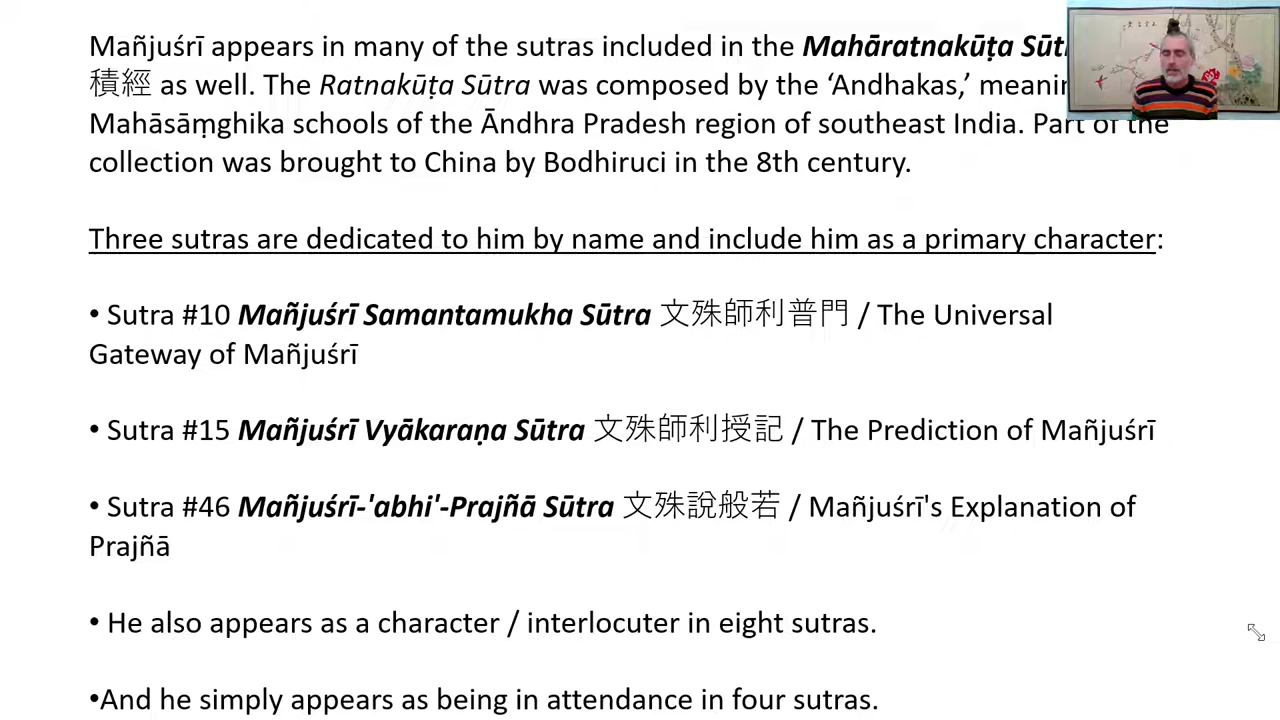 Mañjuśrī appears in many of the sutras included in the Mahāratnakūṭa
積經 as well. The Ratnakūṭa Sūtra was composed by the ‘Andhakas,’
Mahāsāṃghika schools of the Āndhra Pradesh region of southeast India. Part of the
collection was brought to China by Bodhiruci in the 8th century.
Three sutras are dedicated to him by name and include him as a primary character:
• Sutra #10 Mañjuśrī Samantamukha Sūtra 文殊師利普門 / The Universal
Gateway of Mañjuśrī
• Sutra #15 Mañjuśrī Vyākaraṇa Sūtra 文殊師利授記 / The Prediction of Mañjuśrī
• Sutra #46 Mañjuśrī-'abhi'-Prajñā Sūtra 文殊說般若 / Mañjuśrī's Explanation of
Prajñā
• He also appears as a character / interlocuter in eight sutras.
•And he simply appears as being in attendance in four sutras.